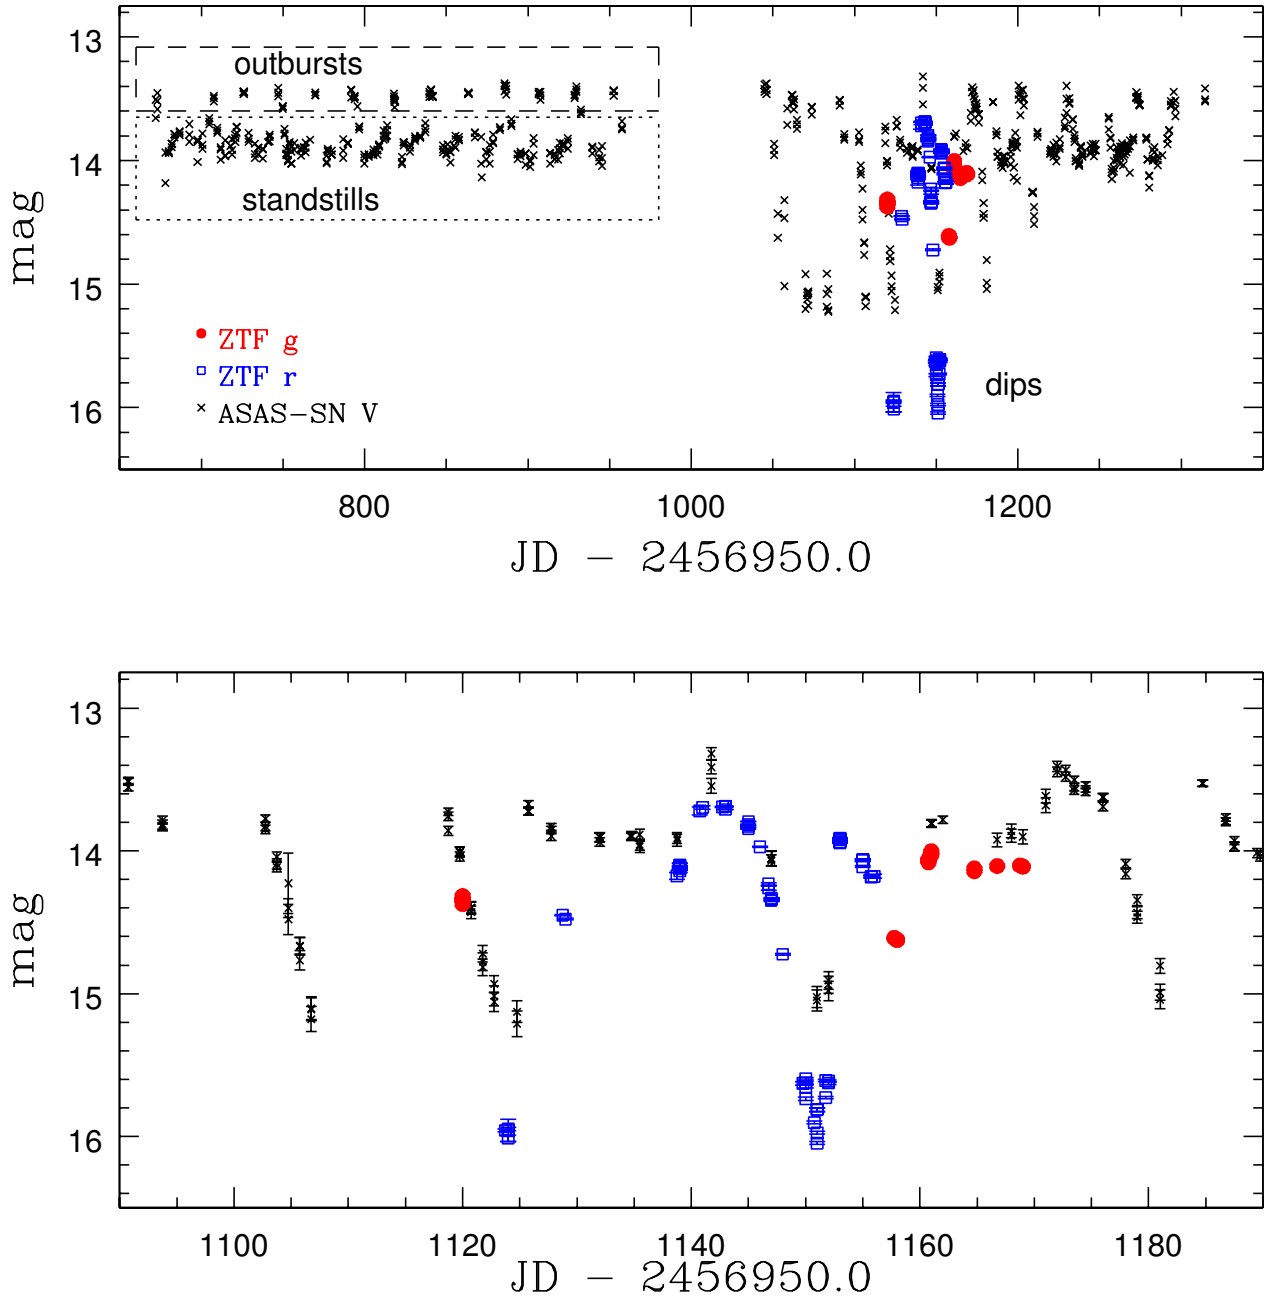 13
outbursts
14
standstills
mag
15
ZTF g
ZTF r
dips
16
ASAS-SN V
800 1000 1200
JD - 2456950.0
13
14
mag
15
16
1100 1120 1140 1160 1180
JD - 2456950.0